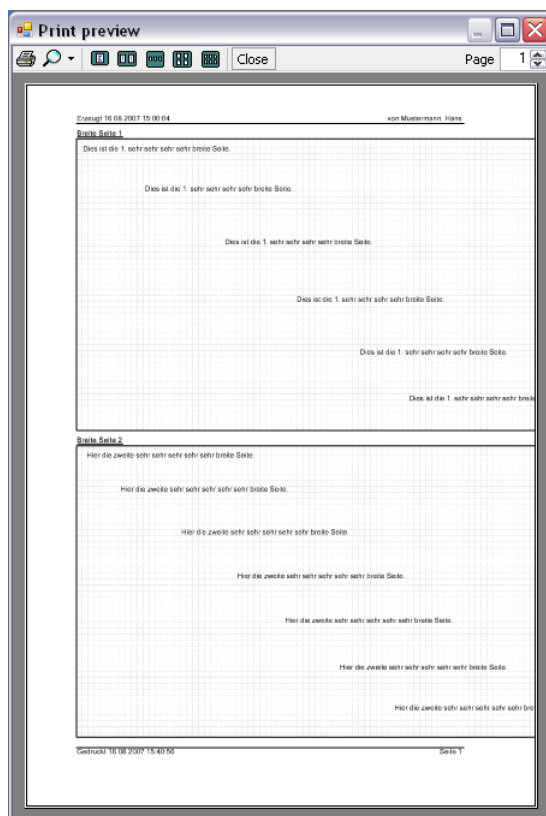 Print preview
Close
Page 1
Erzeugt 16.08.2007 15:00:04 von Mustermann, Hans
Breite Seite 1
Dies ist die 1. sehr sehr sehr sehr breite Seite.
Dies ist die 1. sehr sehr sehr sehr breite Seite.
Dies ist die 1. sehr sehr sehr sehr breite Seite.
Dies ist die 1. sehr sehr sehr sehr breite Seite.
Dies ist die 1. sehr sehr sehr sehr breite Seite.
Dies ist die 1. sehr sehr sehr sehr breite
Breite Seite 2
Hier die zweite sehr sehr sehr sehr sehr breite Seite.
Hier die zweite sehr sehr sehr sehr sehr breite Seite.
Hier die zweite sehr sehr sehr sehr sehr breite Seite.
Hier die zweite sehr sehr sehr sehr sehr breite Seite.
Hier die zweite sehr sehr sehr sehr sehr breite Seite.
Hier die zweite sehr sehr sehr sehr sehr breite Seite.
Hier die zweite sehr sehr sehr sehr sehr bre
Gedruckt 16.08.2007 15:40:56 Seite 1